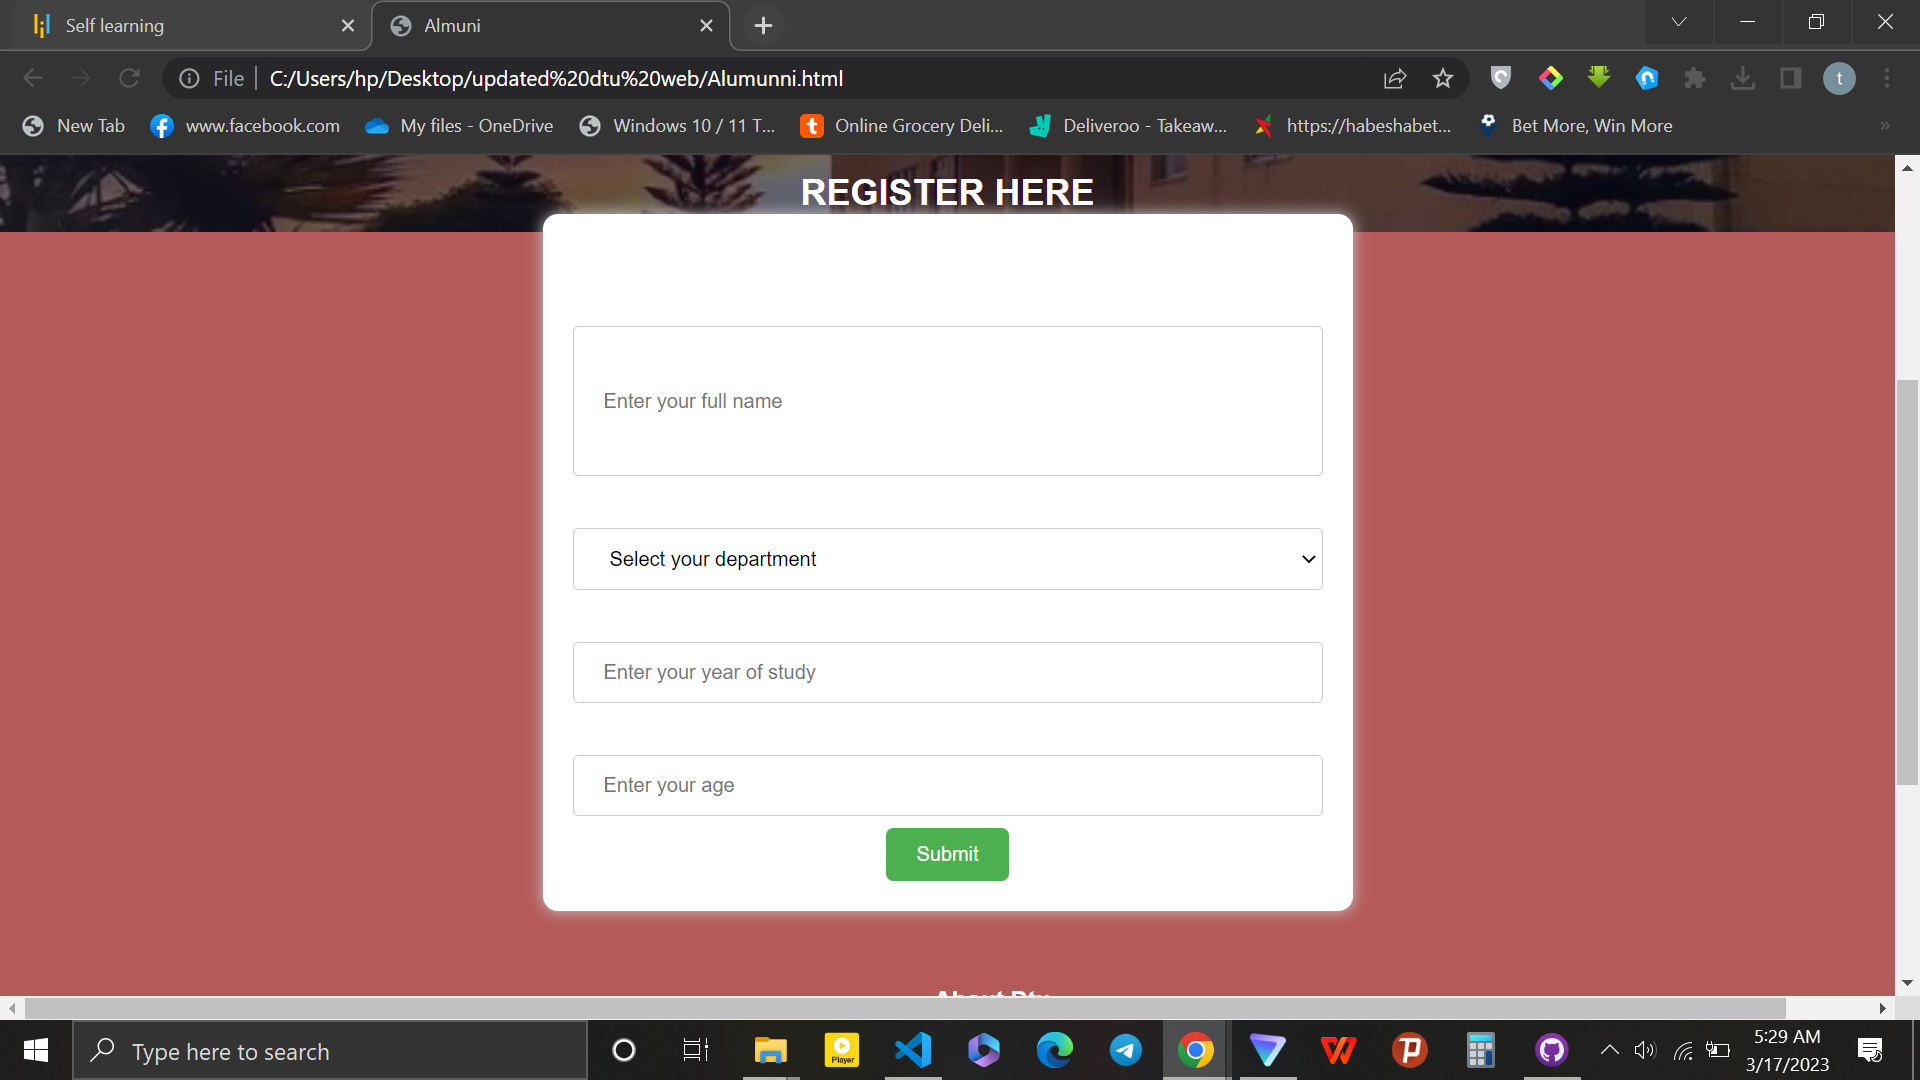 Self learning
Almuni
File
C:/Users/hp/Desktop/updated%20dtu%20web/Alumunni.html
t
New Tab
www.facebook.com
My files - OneDrive
Windows 10 / 11 T...
Online Grocery Deli...
Deliveroo - Takeaw...
https://habeshabet...
Bet More, Win More
»
REGISTER HERE
Enter your full name
Select your department
Enter your year of study
Enter your age
Submit
About Dtu
Type here to search
Player
5:29 AM
3/17/2023